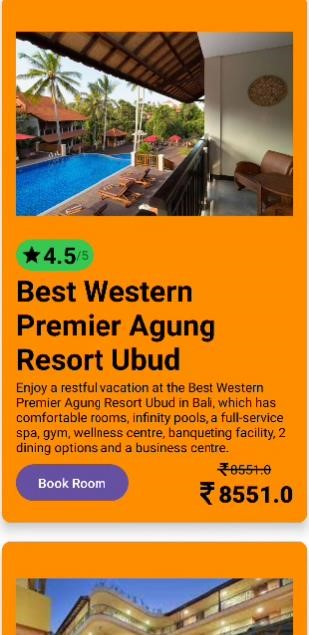 ★4.5/5
Best Western
Premier Agung
Resort Ubud
Enjoy a restful vacation at the Best Western
Premier Agung Resort Ubud in Bali, which has
comfortable rooms, infinity pools, a full-service
spa, gym, wellness centre, banqueting facility, 2
dining options and a business centre.
₹8551.0
Book Room
₹8551.0